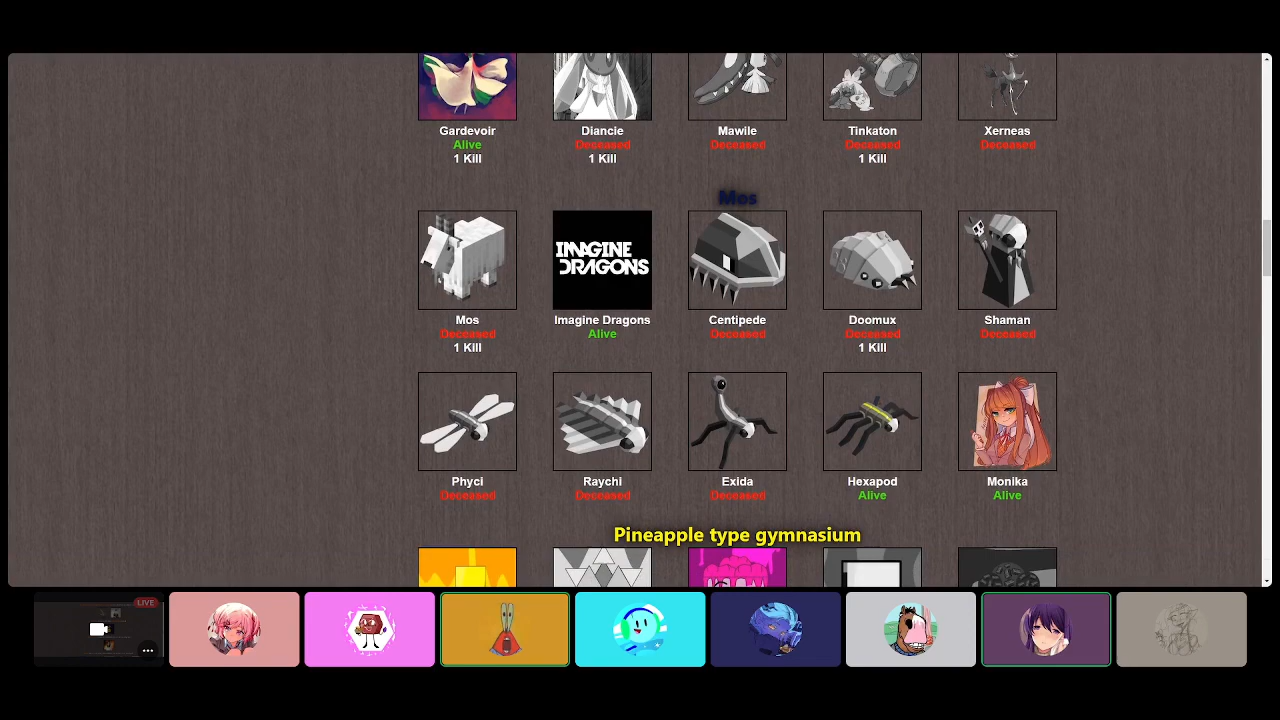 Gardevoir Diancie Mawile Tinkaton Xerneas
Alive Deceased Deceased Deceased Deceased
1 Kill 1 Kill 1 Kill
Mos
IMAGINE
DRAGONS
Mos Imagine Dragons Centipede Doomux Shaman
Deceased Alive Deceased Deceased Deceased
1 Kill 1 Kill
Phyci Raychi Exida Hexapod Monika
Deceased Deceased Deceased Alive Alive
Pineapple type gymnasium
LIVE